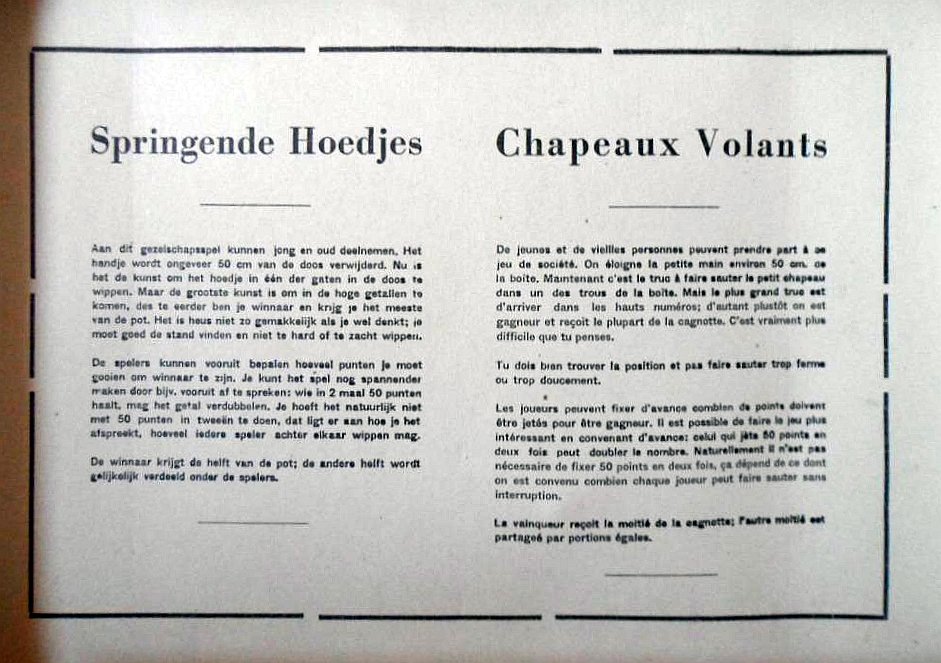 Springende Hoedjes
Aan dit gezelschapsspel kunnen jong en oud deelnemen. Het
handje wordt ongeveer 50 cm van de doos verwijderd. Nu is
het de kunst om het hoedje in één der gaten in de doos te
wippen. Maar de grootste kunst is om in de hoge getallen te
komen, des te eerder ben je winnaar en krijg je het meeste
van de pot. Het is heus niet zo gemakkelijk als je wel denkt; je
moet goed de stand vinden en niet te hard of te zacht wippen.
De spelers kunnen vooruit bepalen hoeveel punten je moet
gooien om winnaar te zijn. Je kunt het spel nog spannender
maken door bijv. vooruit af te spreken: wie in 2 maal 50 punten
haalt, mag het getal verdubbelen. Je hoeft het natuurlijk niet
met 50 punten in tweeën te doen, dat ligt er aan hoe je het
afspreekt, hoeveel iedere speler achter elkaar wippen mag.
De winnaar krijgt de helft van de pot; de andere helft wordt
gelijkelijk verdeeld onder de spelers.
Chapeaux Volants
De jeunes et de vieilles personnes peuvent prendre part à ce
jeu de société. On éloigne la petite main environ 50 cm. de
la boîte. Maintenant c'est le truc à faire sauter le petit chapeau
dans un des trous de la boîte. Mais le plus grand truc est
d'arriver dans les hauts numéros; d'autant plustôt on est
gagneur et reçoit le plupart de la cagnotte. C'est vraiment plus
difficile que tu penses.
Tu dois bien trouver la position et pas faire sauter trop ferme
ou trop doucement.
Les joueurs peuvent fixer d'avance combien de points doivent
être jetés pour être gagneur. Il est possible de faire le jeu plus
intéressant en convenant d'avance: celui qui jète 50 points en
deux fois peut doubler le nombre. Naturellement il n'est pas
nécessaire de fixer 50 points en deux fois, ça dépend de ce dont
on est convenu combien chaque joueur peut faire sauter sans
interruption.
Le vainqueur reçoit la moitié de la cagnotte; l'autre moitié est
partageé par portions égales.